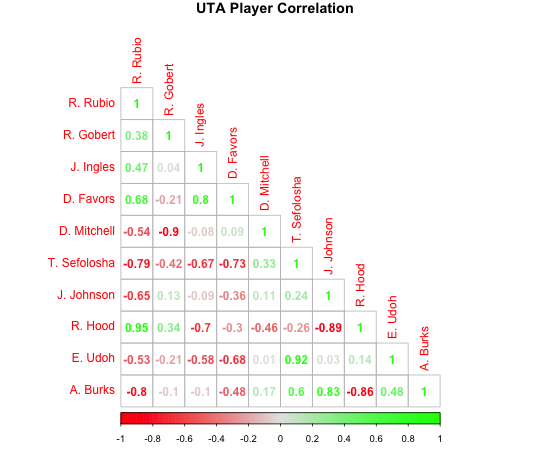 UTA Player Correlation
R. Rubio
R. Gobert
J. Ingles
D. Favors
D. Mitchell
T. Sefolosha
J. Johnson
R. Hood
E. Udoh
A. Burks
R. Rubio 1
R. Gobert 0.38 1
J. Ingles 0.47 0.04 1
D. Favors 0.68 -0.21 0.8 1
D. Mitchell -0.54 -0.9 -0.08 0.09 1
T. Sefolosha -0.79 -0.42 -0.67 -0.73 0.33 1
J. Johnson -0.65 0.13 -0.09 -0.36 0.11 0.24 1
R. Hood 0.95 0.34 -0.7 -0.3 -0.46 -0.26 -0.89 1
E. Udoh -0.53 -0.21 -0.58 -0.68 0.01 0.92 0.03 0.14 1
A. Burks -0.8 -0.1 -0.1 -0.48 0.17 0.6 0.83 -0.86 0.48 1
-1 -0.8 -0.6 -0.4 -0.2 0 0.2 0.4 0.6 0.8 1